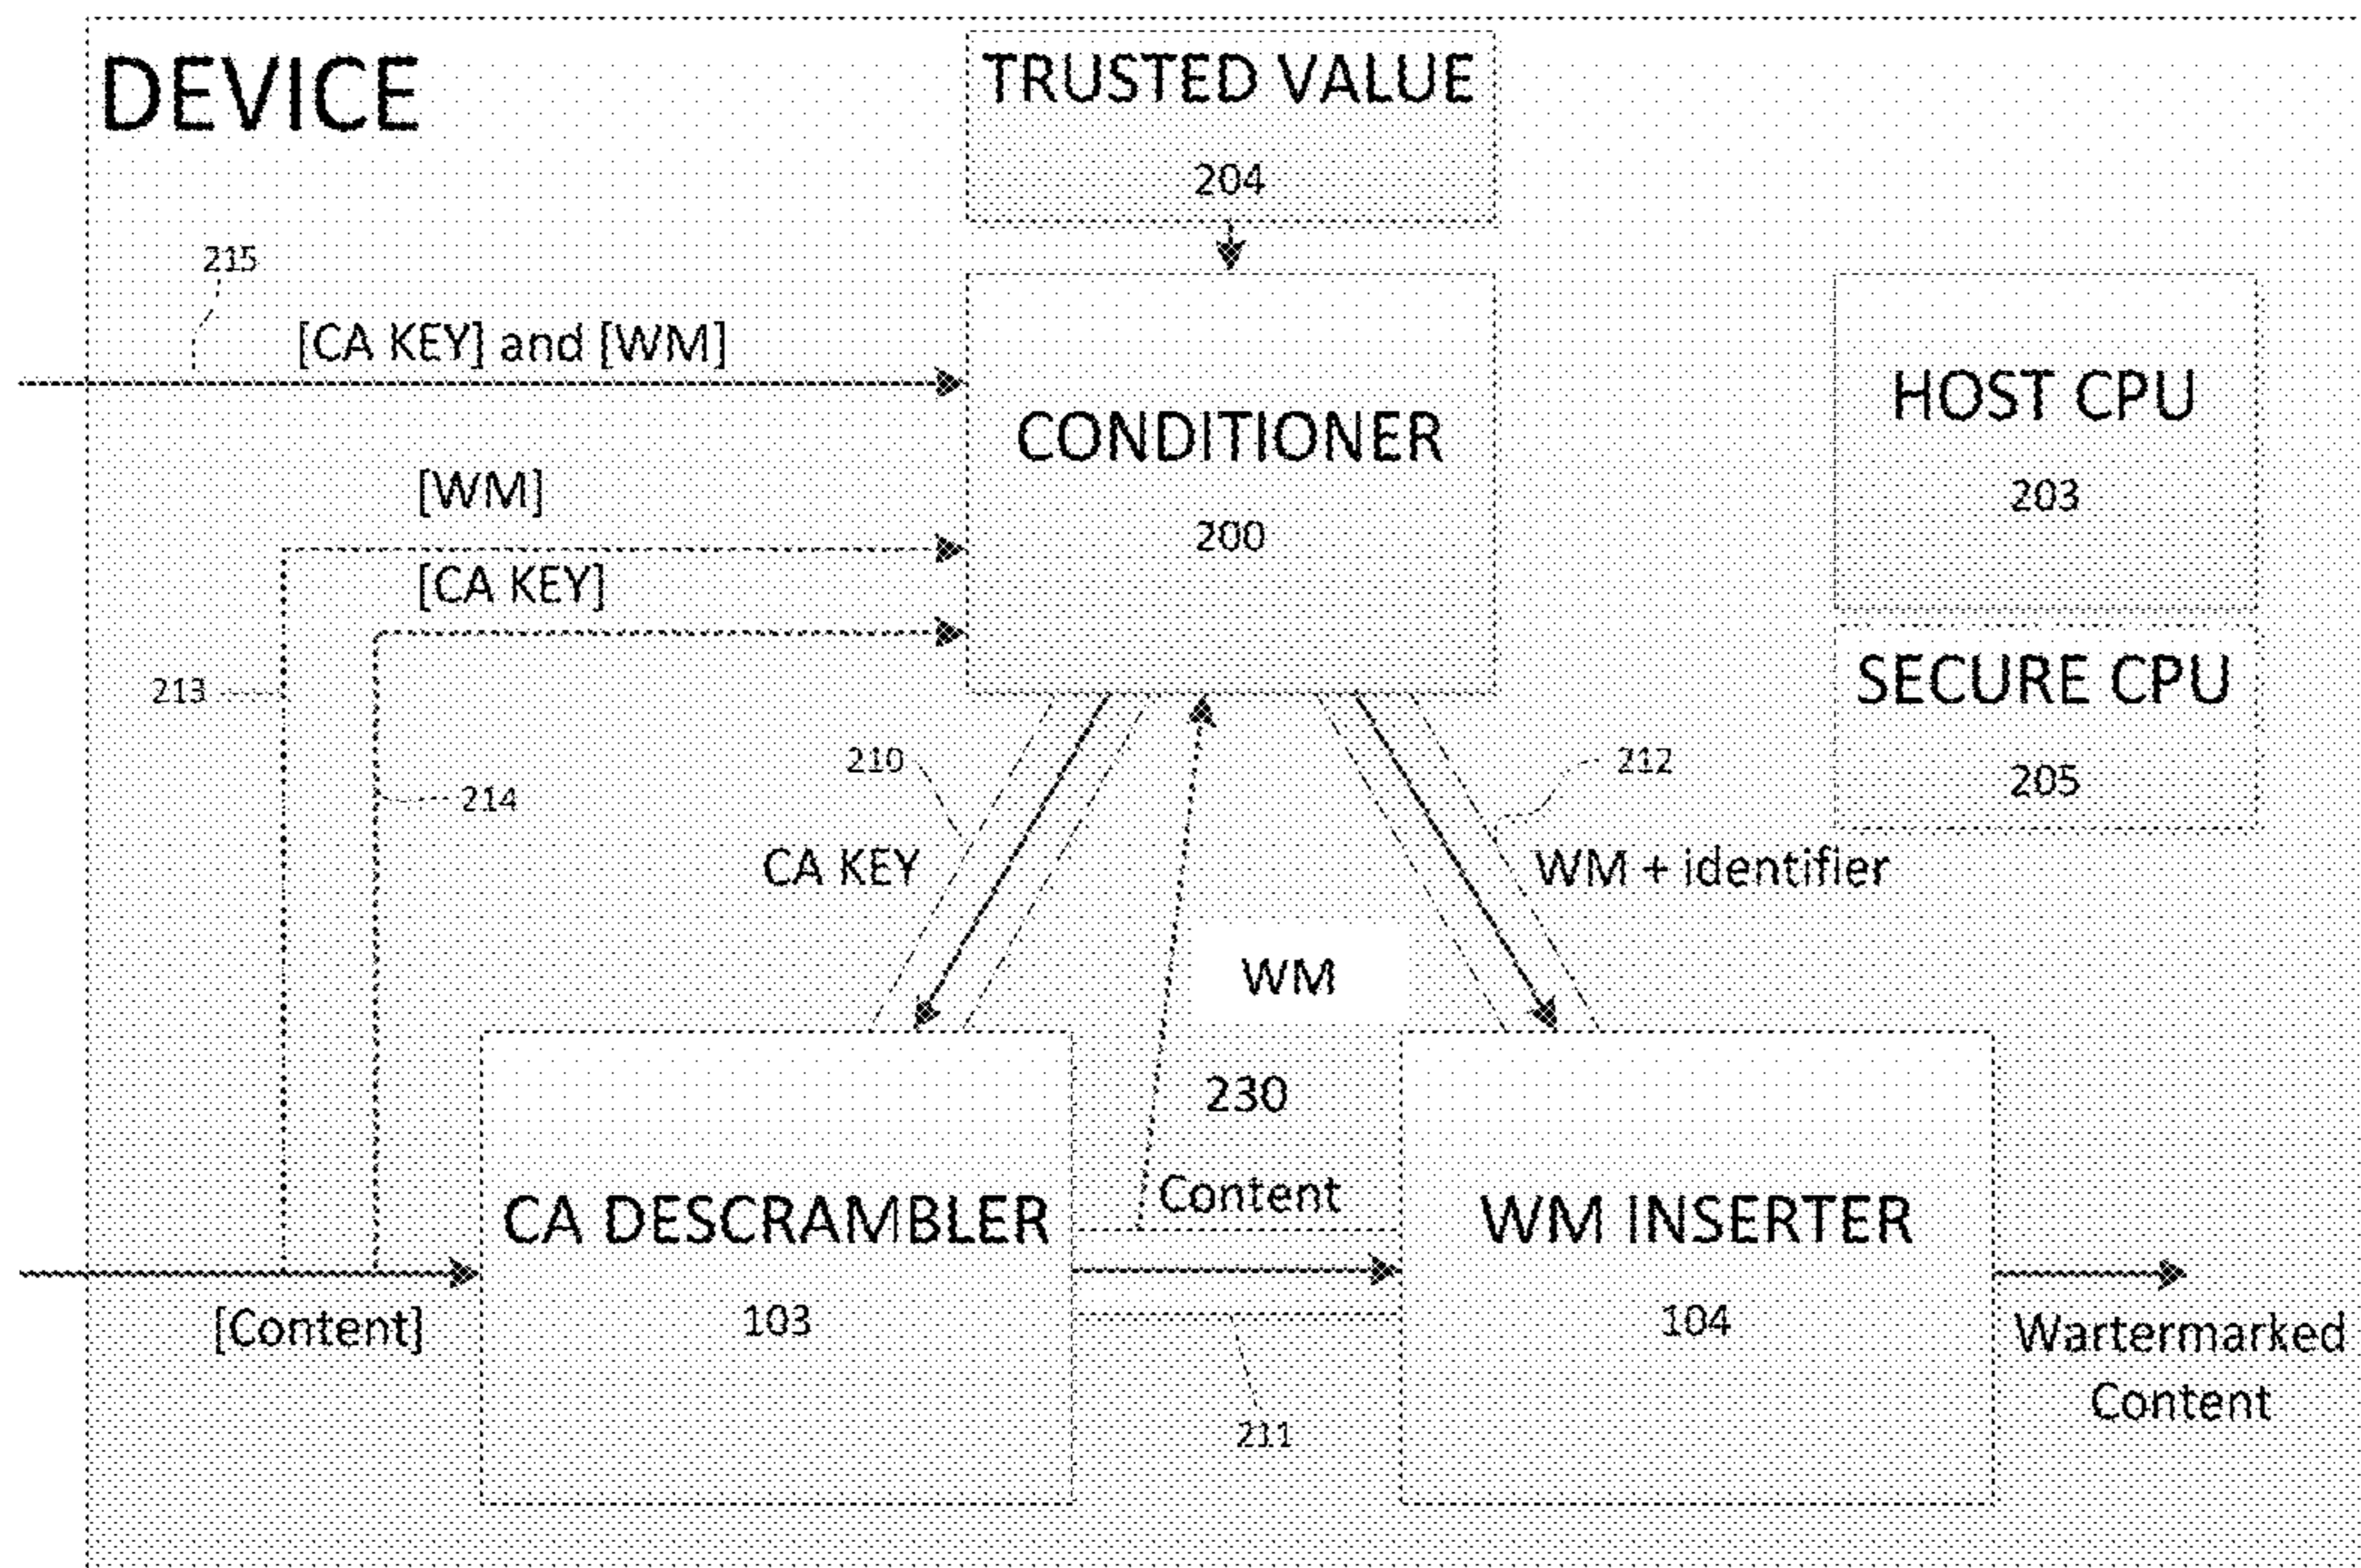 DEVICE
TRUSTED VALUE
204
215
[CA KEY] and [WM]
CONDITIONER
200
HOST CPU
203
[WM]
[CA KEY]
213
214
SECURE CPU
205
210
212
CA KEY
WM + identifier
WM
230
Content
CA DESCRAMBLER
103
WM INSERTER
104
[Content]
211
Wartermarked
Content